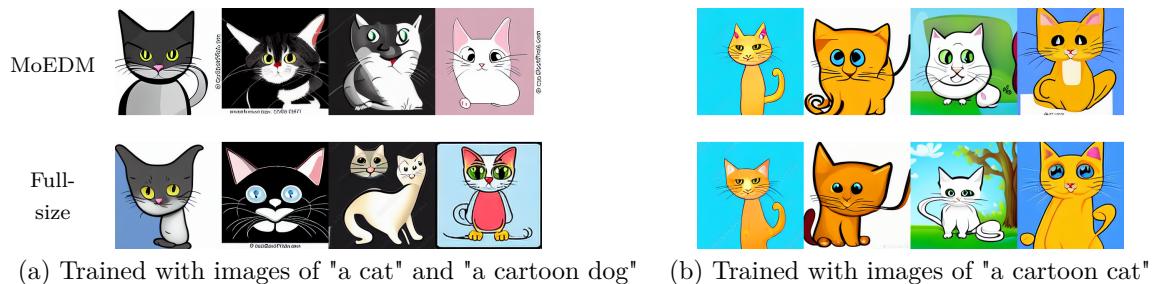 MoEDM
Full-
size
(a) Trained with images of "a cat" and "a cartoon dog"
(b) Trained with images of "a cartoon cat"